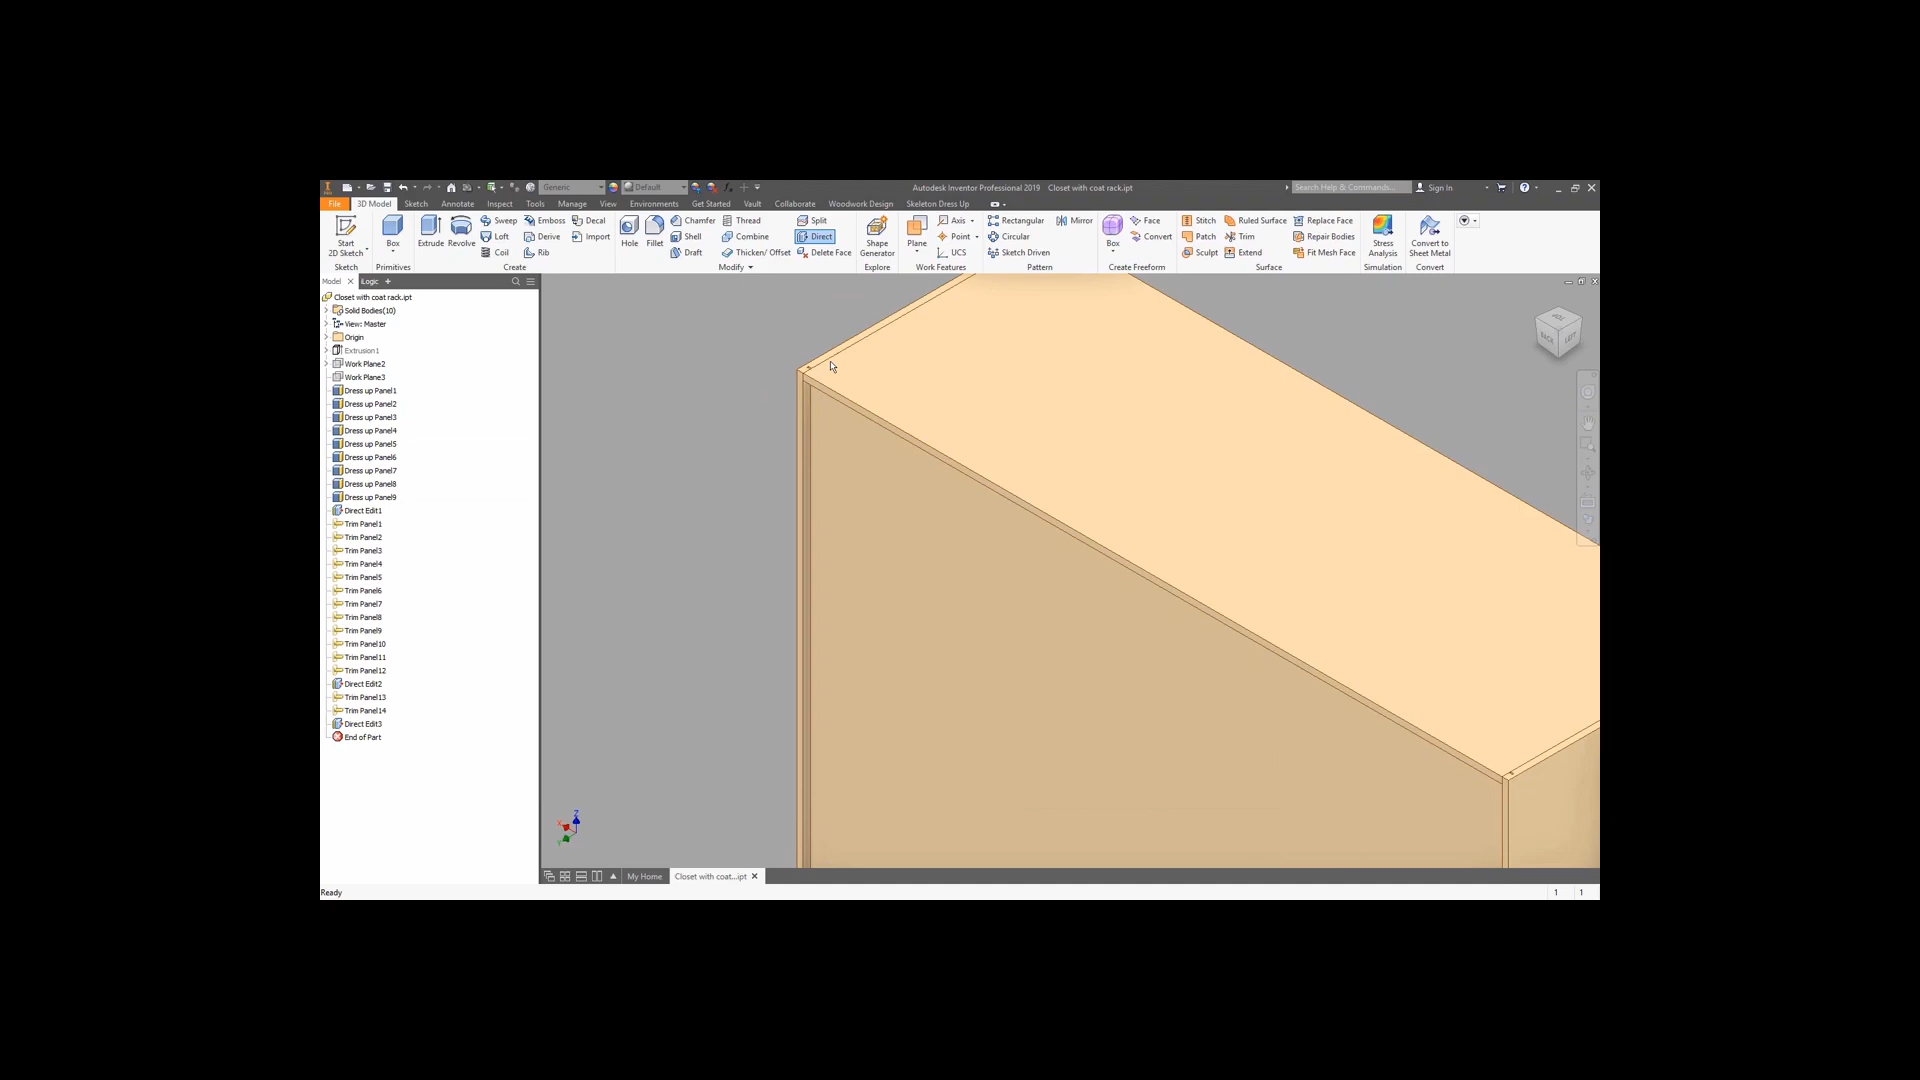 Generic Default Autodesk Inventor Professional 2019 Closet with coat rack.ipt Search Help & Commands... Sign In
File 3D Model Sketch Annotate Inspect Tools Manage View Environments Get Started Vault Collaborate Woodwork Design Skeleton Dress Up
Sweep Emboss Decal Chamfer Thread Split Axis Rectangular Mirror Face Stitch Ruled Surface Replace Face
Loft Derive Import Shell Combine Direct Point Circular Convert Patch Trim Repair Bodies
Start Box Extrude Revolve Hole Fillet Shape Plane Box Stress Convert to
2D Sketch Coil Rib Draft Thicken/ Offset Delete Face Generator UCS Sketch Driven Sculpt Extend Fit Mesh Face Analysis Sheet Metal
Sketch Primitives Create Modify Explore Work Features Pattern Create Freeform Surface Simulation Convert
Model iLogic
Closet with coat rack.ipt
Solid Bodies(10)
View: Master
Origin
Extrusion1
Work Plane2
Work Plane3
Dress up Panel1
Dress up Panel2
Dress up Panel3
Dress up Panel4
Dress up Panel5
Dress up Panel6
Dress up Panel7
Dress up Panel8
Dress up Panel9
Direct Edit1
Trim Panel1
Trim Panel2
Trim Panel3
Trim Panel4
Trim Panel5
Trim Panel6
Trim Panel7
Trim Panel8
Trim Panel9
Trim Panel10
Trim Panel11
Trim Panel12
Direct Edit2
Trim Panel13
Trim Panel14
Direct Edit3
End of Part
TOP
BACK LEFT
Z
X
Y
My Home Closet with coat...ipt
Ready 1 1